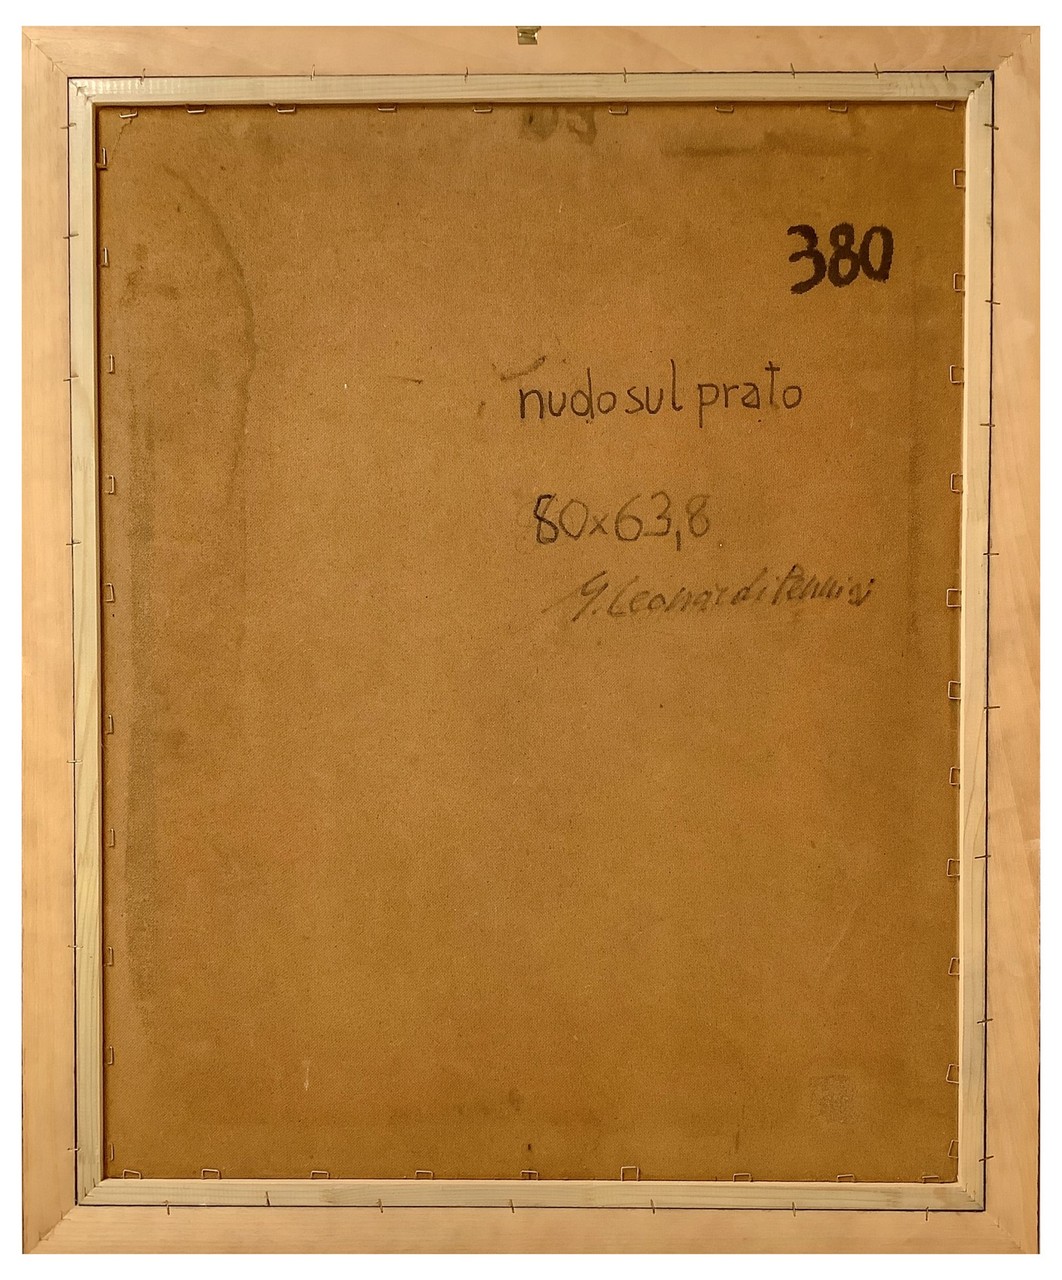 380
nudo sul prato
80x63,8
G. Leonardi Pennisi